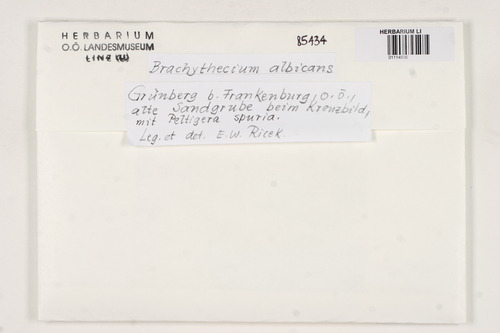 HERBARIUM
O.Ö. LANDESMUSEUM
LINZ (LI)
85434
HERBARIUM LI
Brachythecium albicans
Grünberg b. Frankenburg, O.Ö.,
alte Sandgrube beim Kreuzbild,
mit Peltigera spuria.
Leg. et det. E.W. Ricek.